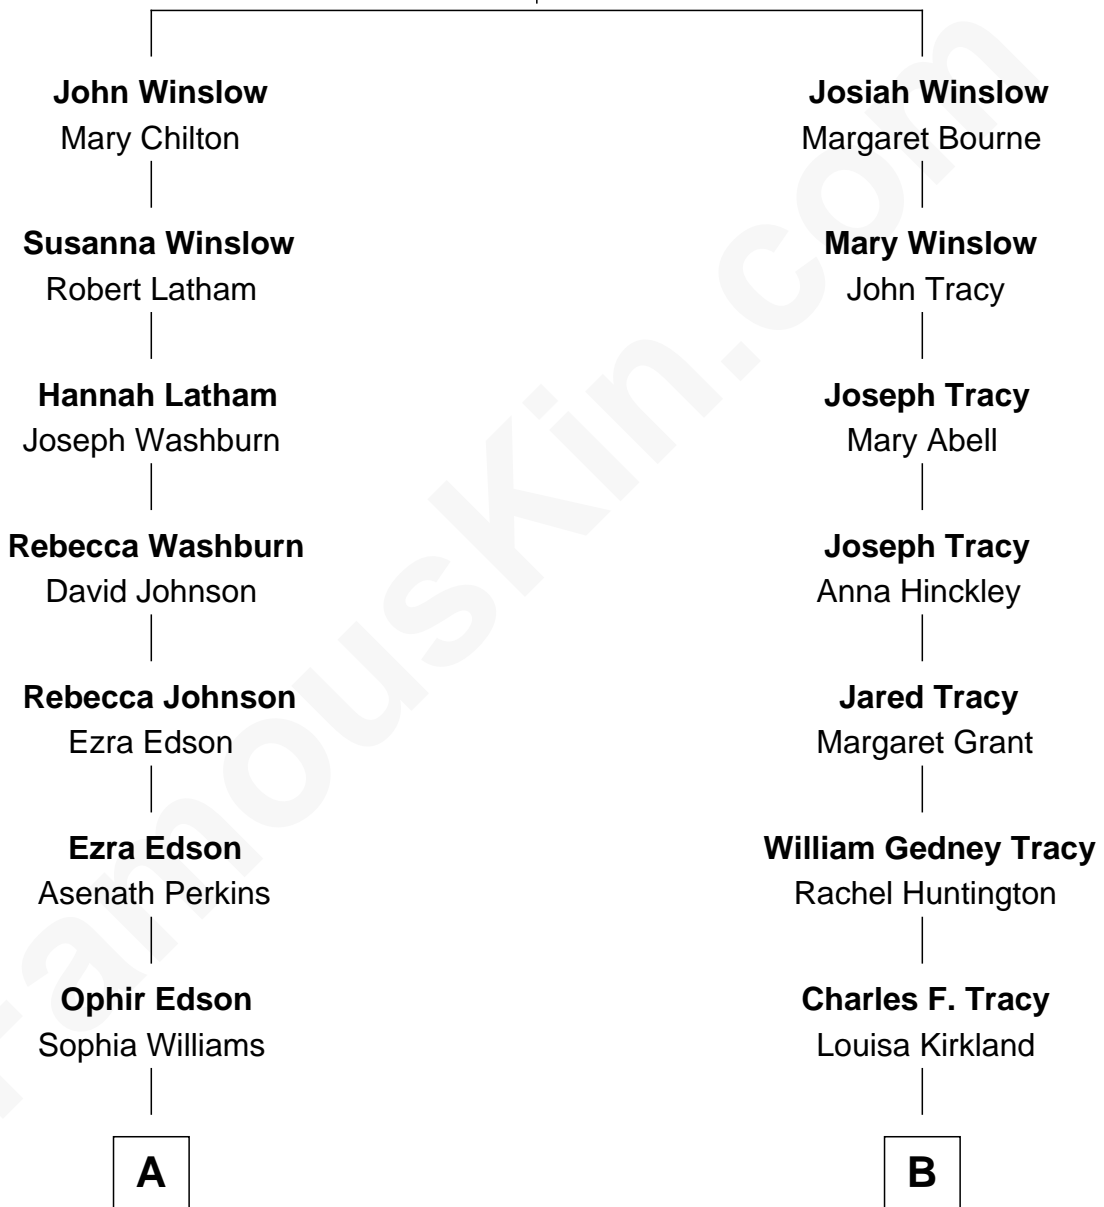 John Winslow
Mary Chilton
Susanna Winslow
Robert Latham
Hannah Latham
Joseph Washburn
Rebecca Washburn
David Johnson
Rebecca Johnson
Ezra Edson
Ezra Edson
Asenath Perkins
Ophir Edson
Sophia Williams
A
Josiah Winslow
Margaret Bourne
Mary Winslow
John Tracy
Joseph Tracy
Mary Abell
Joseph Tracy
Anna Hinckley
Jared Tracy
Margaret Grant
William Gedney Tracy
Rachel Huntington
Charles F. Tracy
Louisa Kirkland
B
FamousKin.com